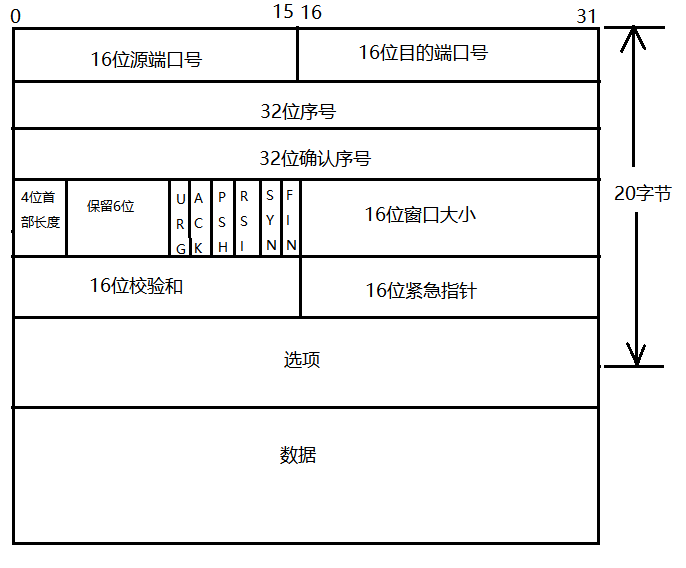 0 15 16 31
16位源端口号 16位目的端口号
32位序号
32位确认序号
20字节
4位首
部长度
保留6位
URG
ACK
PSH
RSI
SYN
FIN
16位窗口大小
16位校验和 16位紧急指针
选项
数据